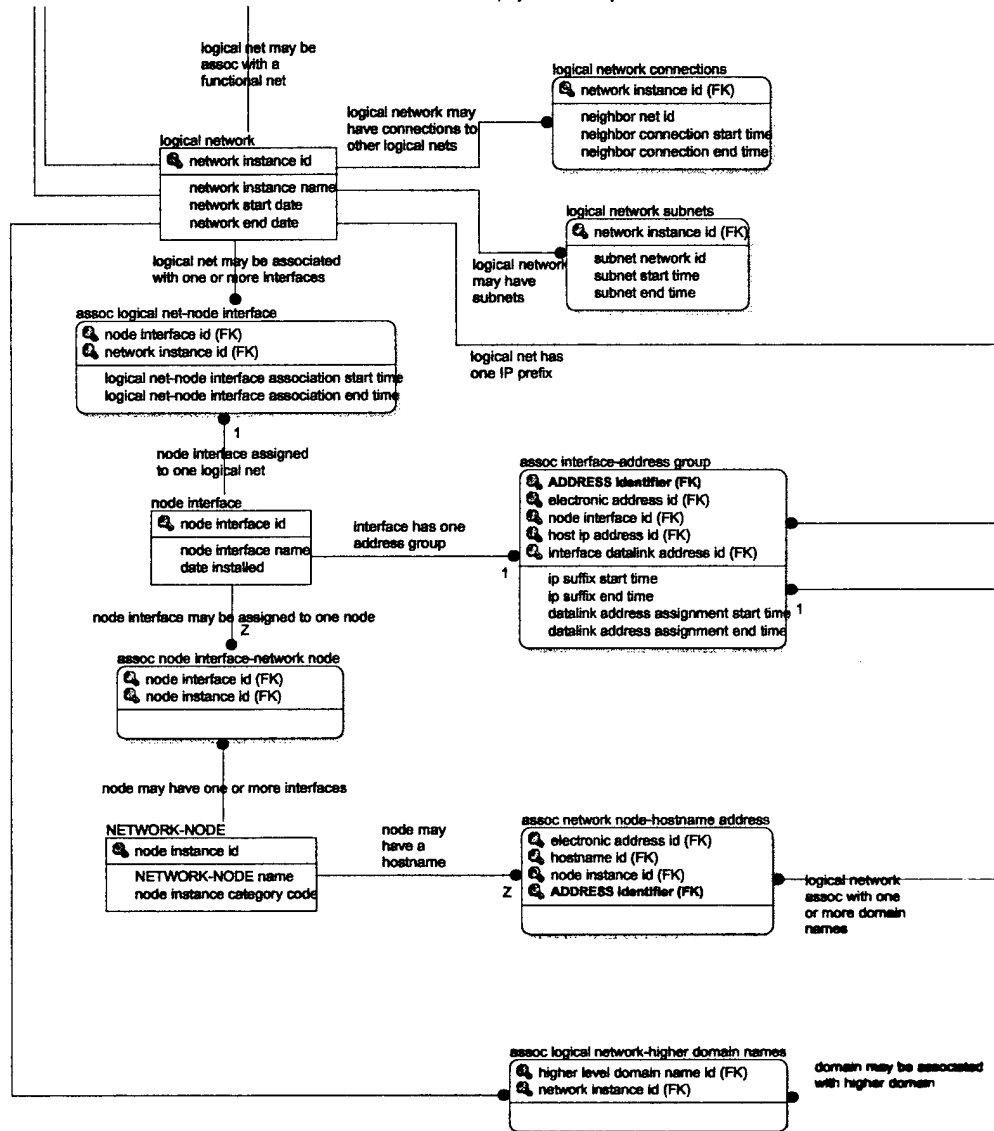 logical net may be
assoc with a
functional net
logical network connections
network instance id (FK)
neighbor net id
neighbor connection start time
neighbor connection end time
logical network may
have connections to
other logical nets
logical network
network instance id
network instance name
network start date
network end date
logical network subnets
network instance id (FK)
subnet network id
subnet start time
subnet end time
logical network
may have
subnets
logical net may be associated
with one or more interfaces
assoc logical net-node interface
node interface id (FK)
network instance id (FK)
logical net-node interface association start time
logical net-node interface association end time
logical net has
one IP prefix
1
node interface assigned
to one logical net
node interface
node interface id
node interface name
date installed
interface has one
address group
1
assoc interface-address group
ADDRESS Identifier (FK)
electronic address id (FK)
node interface id (FK)
host ip address id (FK)
interface datalink address id (FK)
ip suffix start time
ip suffix end time
datalink address assignment start time
datalink address assignment end time
1
node interface may be assigned to one node
Z
assoc node interface-network node
node interface id (FK)
node instance id (FK)
node may have one or more interfaces
NETWORK-NODE
node instance id
NETWORK-NODE name
node instance category code
node may
have a
hostname
Z
assoc network node-hostname address
electronic address id (FK)
hostname id (FK)
node instance id (FK)
ADDRESS Identifier (FK)
logical network
assoc with one
or more domain
names
assoc logical network-higher domain names
higher level domain name id (FK)
network instance id (FK)
domain may be associated
with higher domain